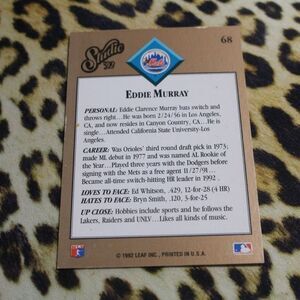 Studio '92
Mets
68
EDDIE MURRAY
PERSONAL: Eddie Clarence Murray bats switch and
throws right...He was born 2/24/56 in Los Angeles,
CA, and now resides in Canyon Country, CA...He is
single...Attended California State University-Los
Angeles.
CAREER: Was Orioles' third round draft pick in 1973;
made ML debut in 1977 and was named AL Rookie of
the Year...Played three years with the Dodgers before
signing with the Mets as a free agent 11/27/91...
Became all-time switch-hitting HR leader in 1992.
LOVES TO FACE: Ed Whitson, .429, 12-for-28 (4 HR)
HATES TO FACE: Bryn Smith, .120, 3-for-25
UP CLOSE: Hobbies include sports and he follows the
Lakers, Raiders and UNLV...Likes all kinds of music.
© 1992 LEAF INC., PRINTED IN U.S.A.